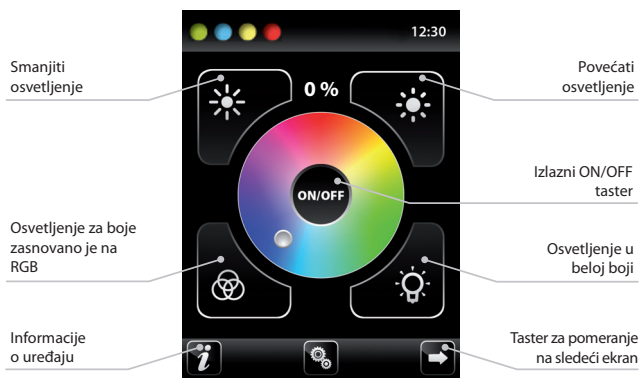 12:30
Smanjiti
osvetljenje
0 %
Povećati
osvetljenje
ON/OFF
Izlazni ON/OFF
taster
Osvetljenje za boje
zasnovano je na
RGB
Osvetljenje u
beloj boji
Informacije
o uređaju
i
Taster za pomeranje
na sledeći ekran